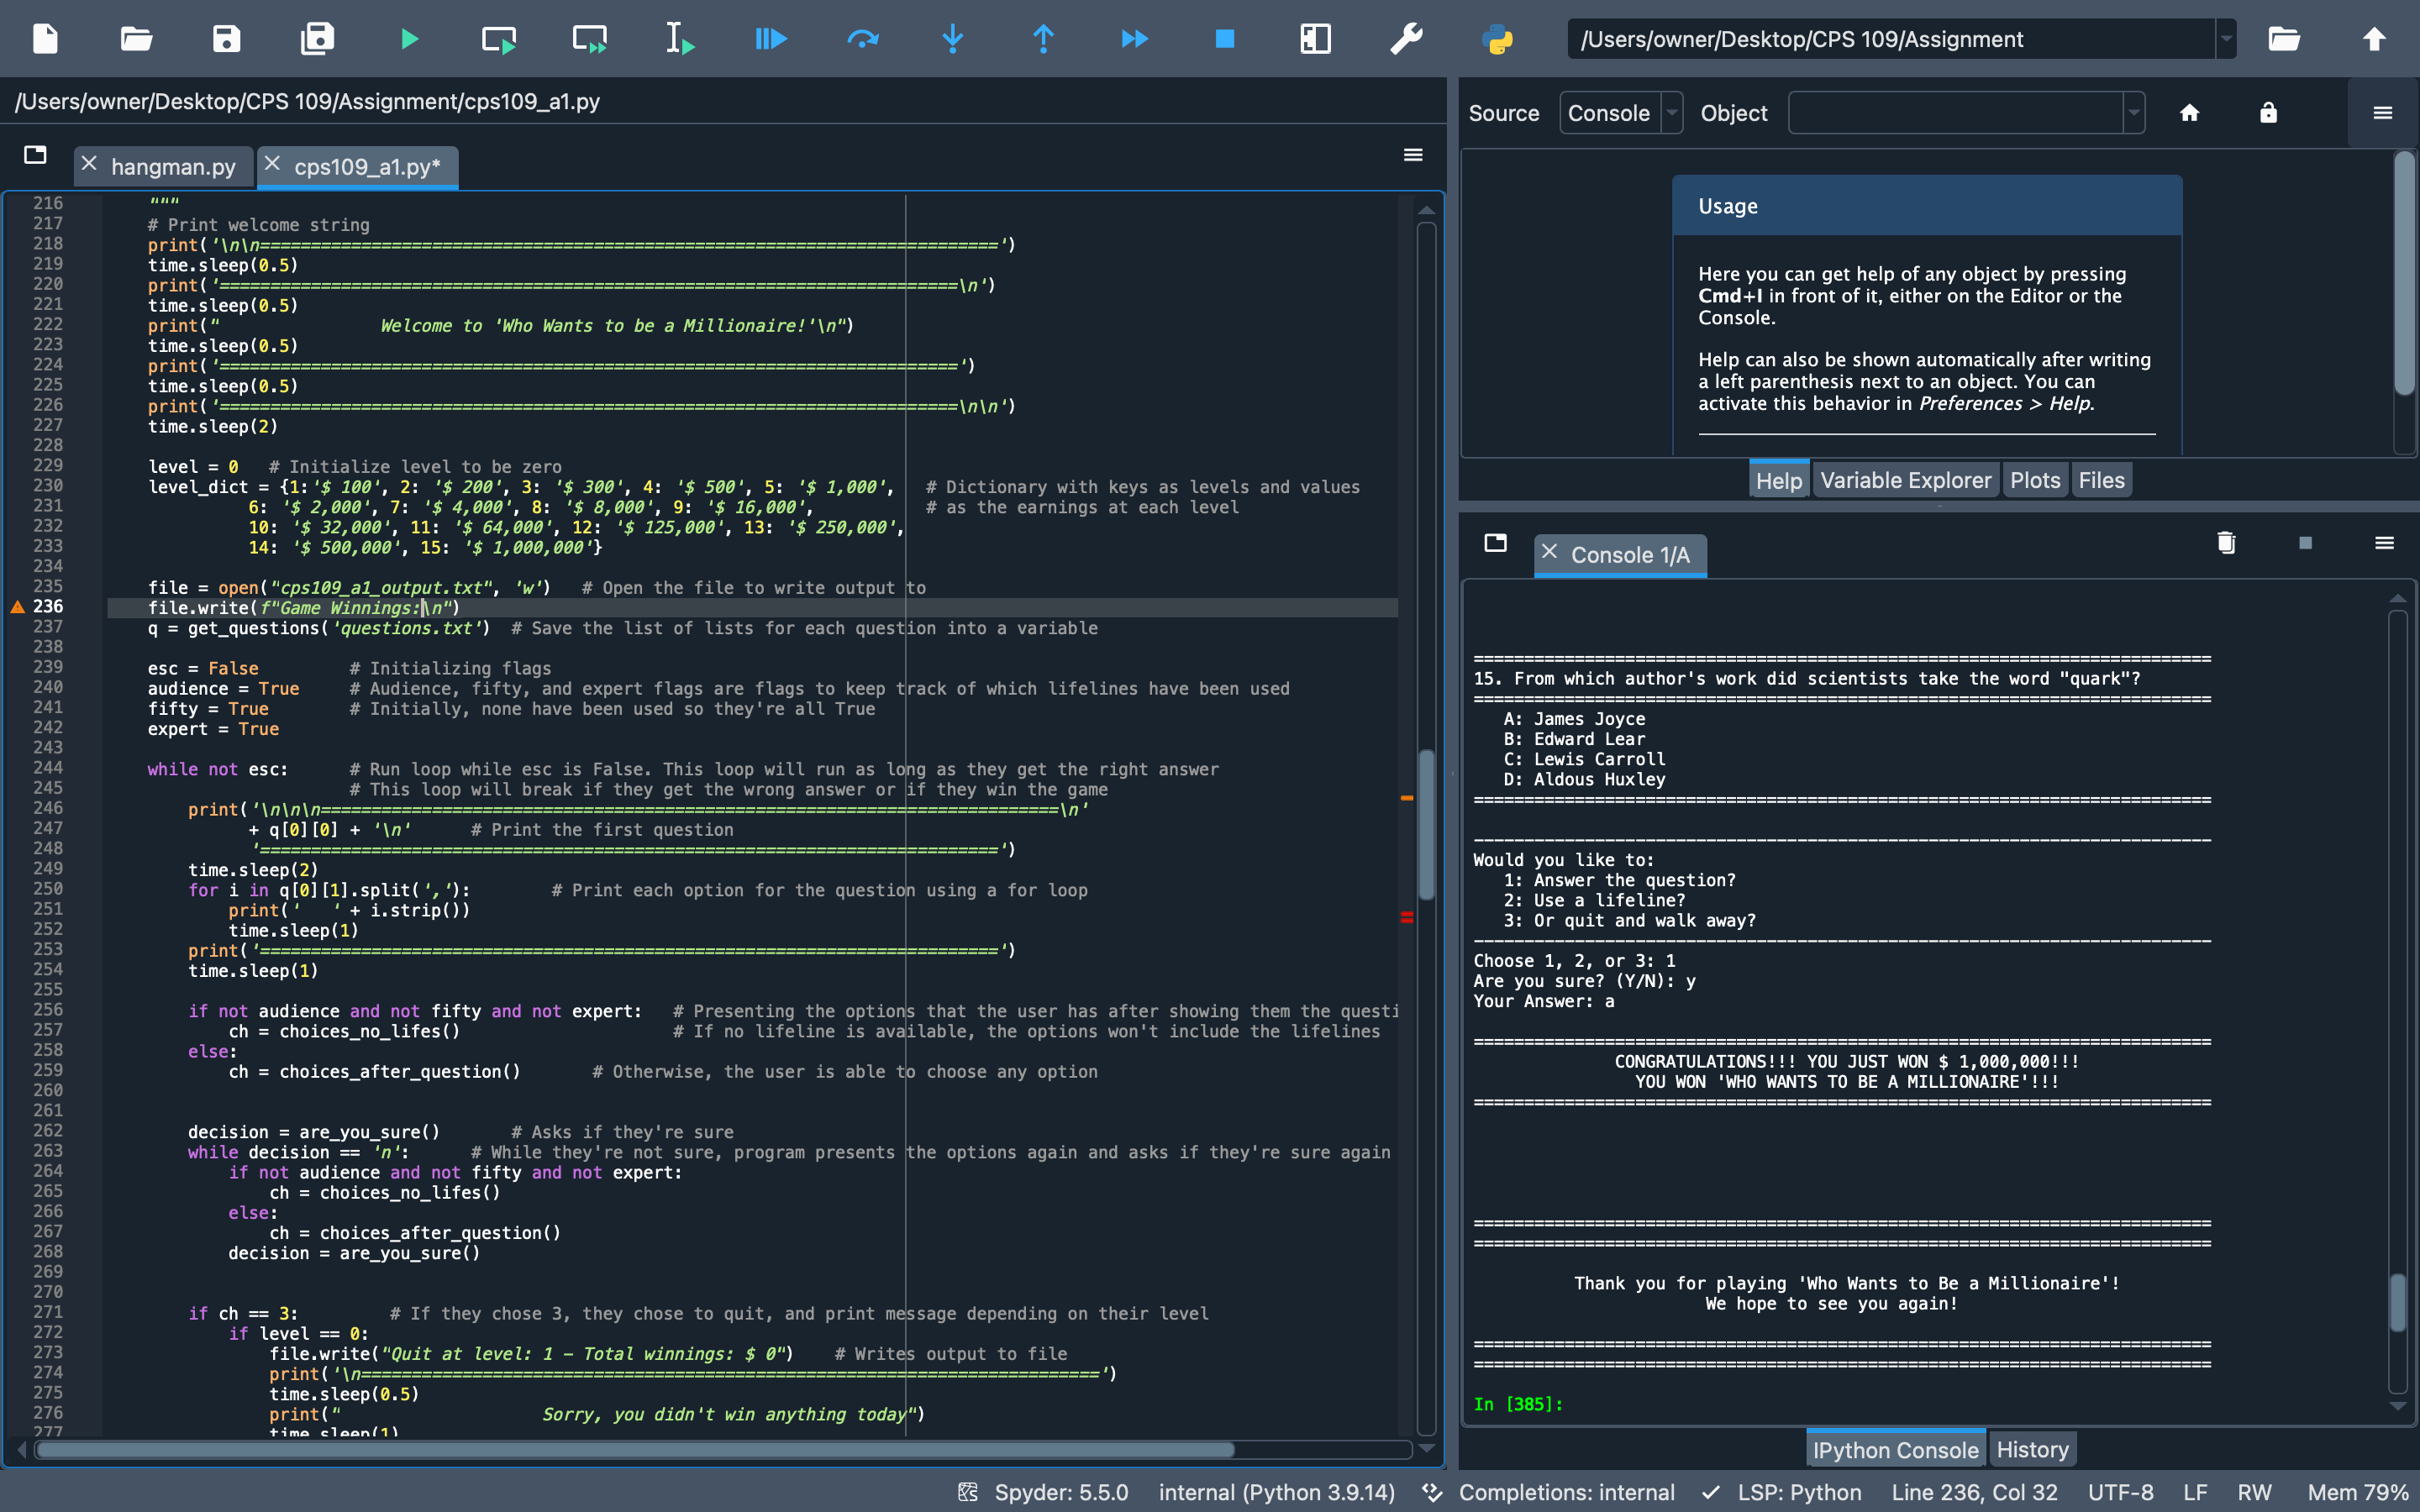 /Users/owner/Desktop/CPS 109/Assignment
/Users/owner/Desktop/CPS 109/Assignment/cps109_a1.py
hangman.py
cps109_a1.py*
216 """
217 # Print welcome string
218 print('\n\n=========================================================================')
219 time.sleep(0.5)
220 print('=========================================================================\n')
221 time.sleep(0.5)
222 print("                Welcome to 'Who Wants to be a Millionaire!'\n")
223 time.sleep(0.5)
224 print('=========================================================================')
225 time.sleep(0.5)
226 print('=========================================================================\n\n')
227 time.sleep(2)
228
229 level = 0   # Initialize level to be zero
230 level_dict = {1:'$ 100', 2: '$ 200', 3: '$ 300', 4: '$ 500', 5: '$ 1,000',   # Dictionary with keys as levels and values
231 6: '$ 2,000', 7: '$ 4,000', 8: '$ 8,000', 9: '$ 16,000',           # as the earnings at each level
232 10: '$ 32,000', 11: '$ 64,000', 12: '$ 125,000', 13: '$ 250,000',
233 14: '$ 500,000', 15: '$ 1,000,000'}
234
235 file = open("cps109_a1_output.txt", 'w')   # Open the file to write output to
236 file.write(f"Game Winnings:\n")
237 q = get_questions('questions.txt')  # Save the list of lists for each question into a variable
238
239 esc = False         # Initializing flags
240 audience = True     # Audience, fifty, and expert flags are flags to keep track of which lifelines have been used
241 fifty = True        # Initially, none have been used so they're all True
242 expert = True
243
244 while not esc:      # Run loop while esc is False. This loop will run as long as they get the right answer
245 # This loop will break if they get the wrong answer or if they win the game
246 print('\n\n\n=========================================================================\n'
247 + q[0][0] + '\n'      # Print the first question
248 '=========================================================================')
249 time.sleep(2)
250 for i in q[0][1].split(','):        # Print each option for the question using a for loop
251 print('   ' + i.strip())
252 time.sleep(1)
253 print('=========================================================================')
254 time.sleep(1)
255
256 if not audience and not fifty and not expert:   # Presenting the options that the user has after showing them the questi
257 ch = choices_no_lifes()                     # If no lifeline is available, the options won't include the lifelines
258 else:
259 ch = choices_after_question()       # Otherwise, the user is able to choose any option
260
261
262 decision = are_you_sure()       # Asks if they're sure
263 while decision == 'n':      # While they're not sure, program presents the options again and asks if they're sure again
264 if not audience and not fifty and not expert:
265 ch = choices_no_lifes()
266 else:
267 ch = choices_after_question()
268 decision = are_you_sure()
269
270
271 if ch == 3:         # If they chose 3, they chose to quit, and print message depending on their level
272 if level == 0:
273 file.write("Quit at level: 1 - Total winnings: $ 0")    # Writes output to file
274 print('\n=========================================================================')
275 time.sleep(0.5)
276 print("                    Sorry, you didn't win anything today")
277 time.sleep(1)
Source Console Object
Usage
Here you can get help of any object by pressing
Cmd+I in front of it, either on the Editor or the
Console.
Help can also be shown automatically after writing
a left parenthesis next to an object. You can
activate this behavior in Preferences > Help.
Help Variable Explorer Plots Files
Console 1/A
=========================================================================
15. From which author's work did scientists take the word "quark"?
=========================================================================
A: James Joyce
B: Edward Lear
C: Lewis Carroll
D: Aldous Huxley
=========================================================================
-------------------------------------------------------------------------
Would you like to:
1: Answer the question?
2: Use a lifeline?
3: Or quit and walk away?
-------------------------------------------------------------------------
Choose 1, 2, or 3: 1
Are you sure? (Y/N): y
Your Answer: a
=========================================================================
CONGRATULATIONS!!! YOU JUST WON $ 1,000,000!!!
YOU WON 'WHO WANTS TO BE A MILLIONAIRE'!!!
=========================================================================
=========================================================================
=========================================================================
Thank you for playing 'Who Wants to Be a Millionaire'!
We hope to see you again!
=========================================================================
=========================================================================
In [385]:
IPython Console History
Spyder: 5.5.0 internal (Python 3.9.14) Completions: internal LSP: Python Line 236, Col 32 UTF-8 LF RW Mem 79%